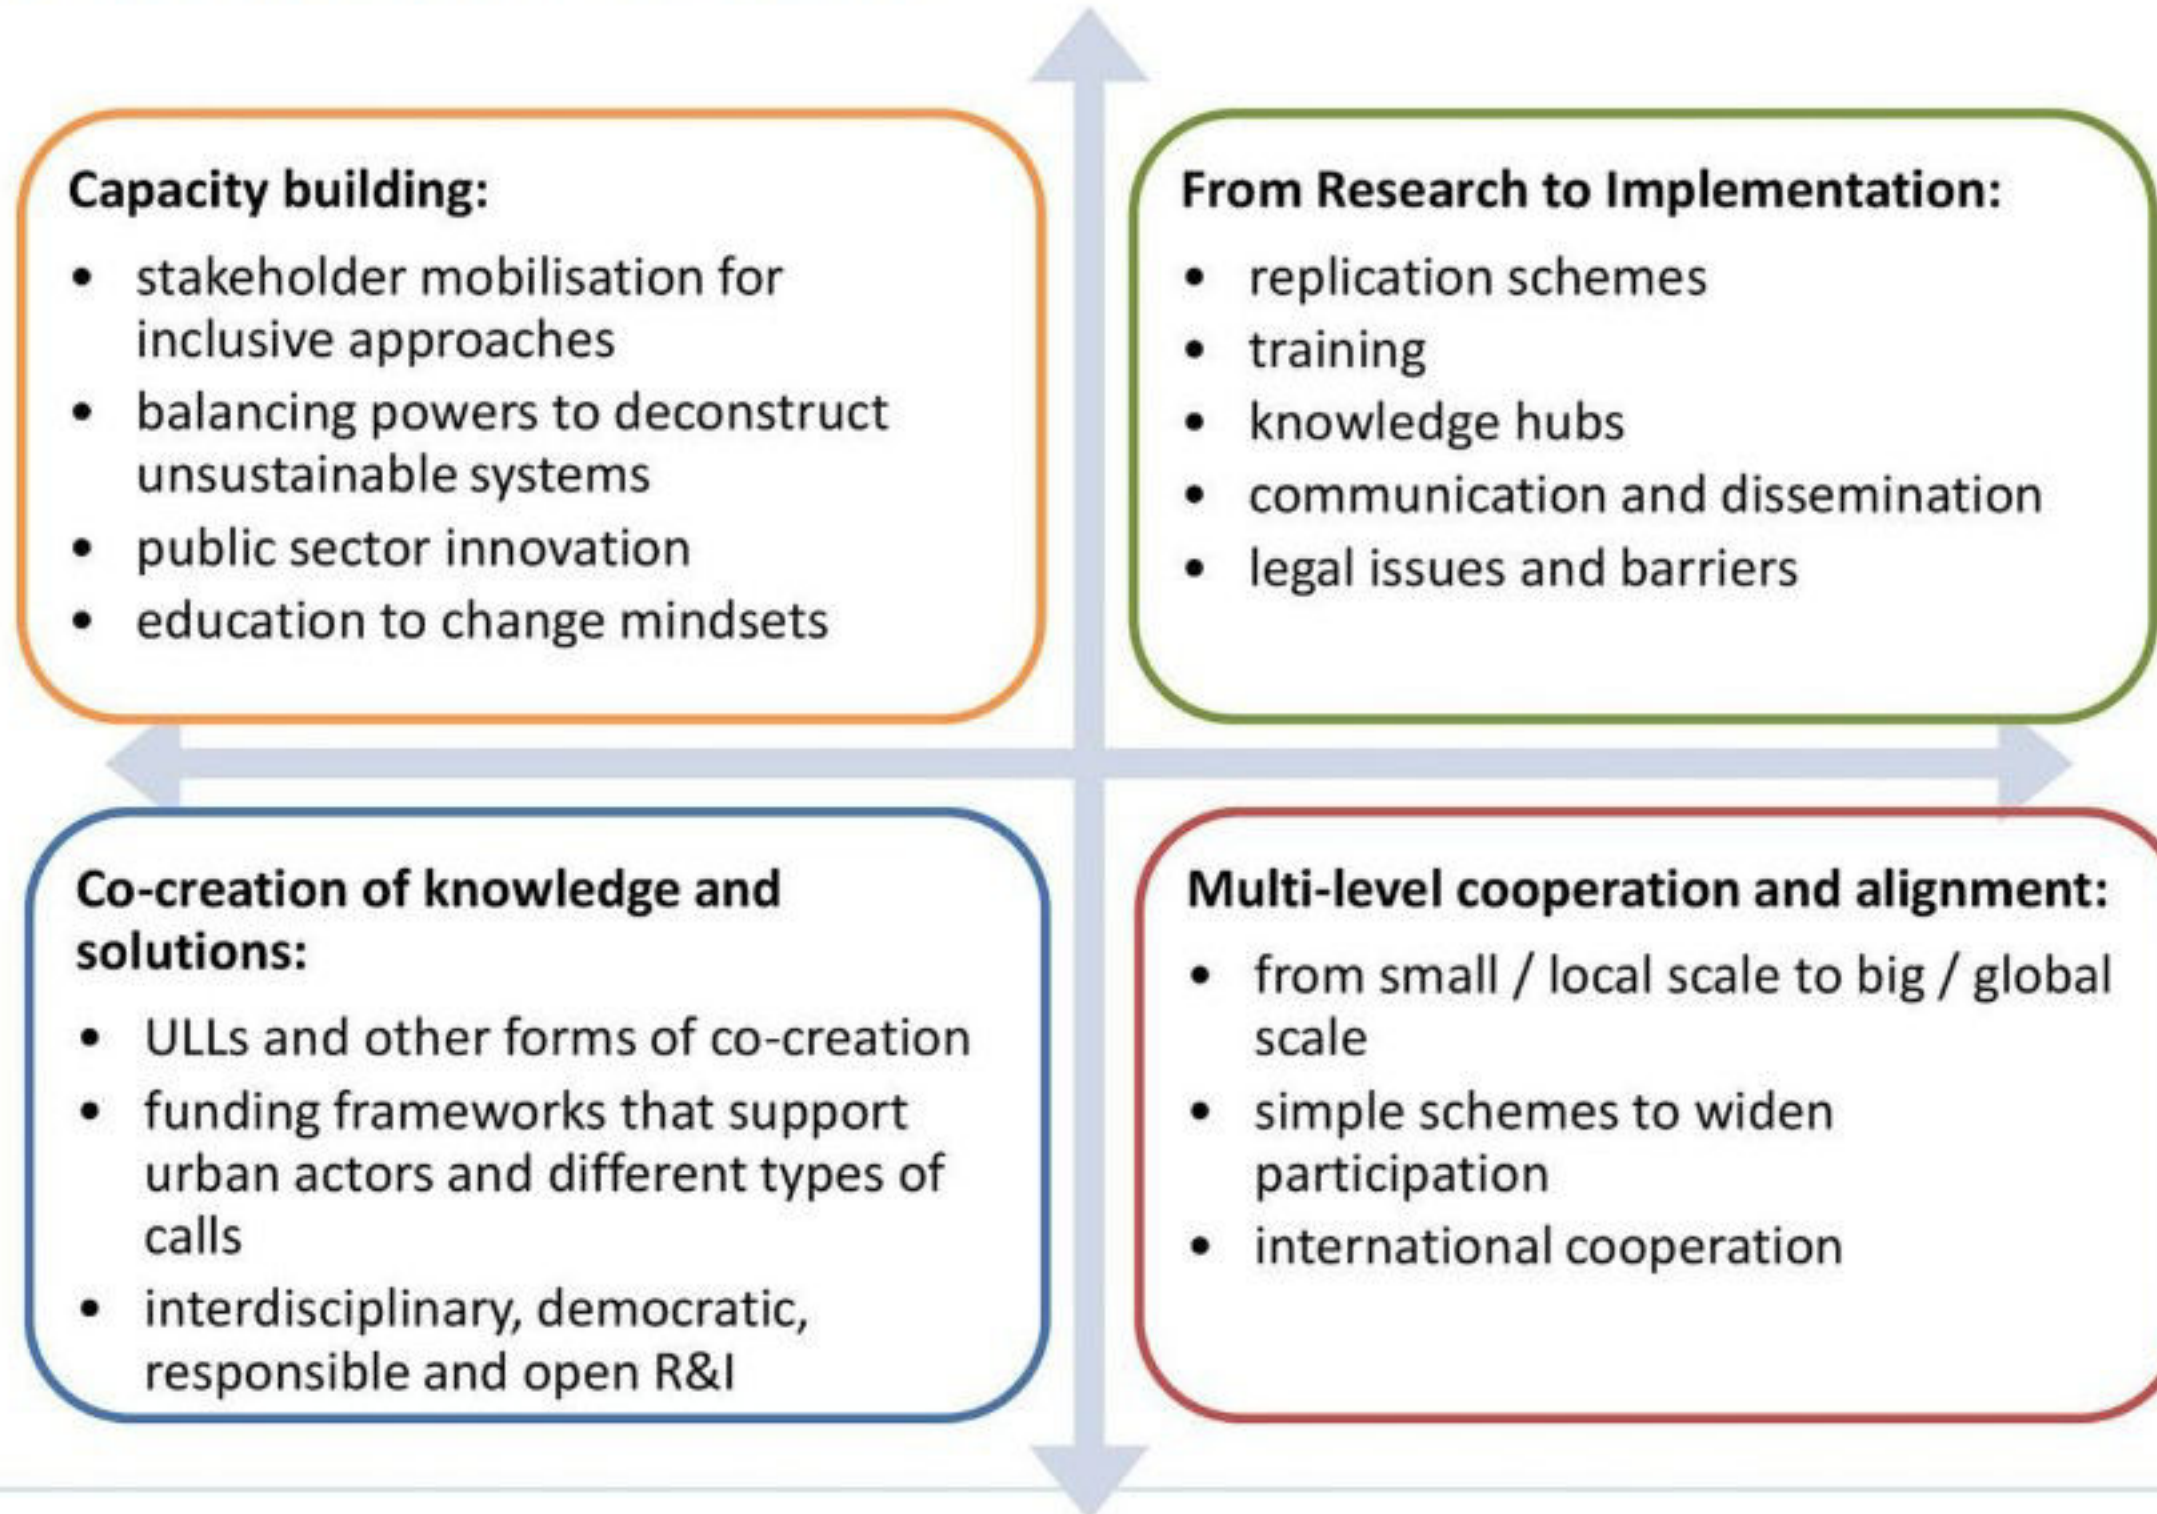 Capacity building:
• stakeholder mobilisation for
inclusive approaches
• balancing powers to deconstruct
unsustainable systems
• public sector innovation
• education to change mindsets
From Research to Implementation:
• replication schemes
• training
• knowledge hubs
• communication and dissemination
• legal issues and barriers
Co-creation of knowledge and
solutions:
• ULLs and other forms of co-creation
• funding frameworks that support
urban actors and different types of
calls
• interdisciplinary, democratic,
responsible and open R&I
Multi-level cooperation and alignment:
• from small / local scale to big / global
scale
• simple schemes to widen
participation
• international cooperation